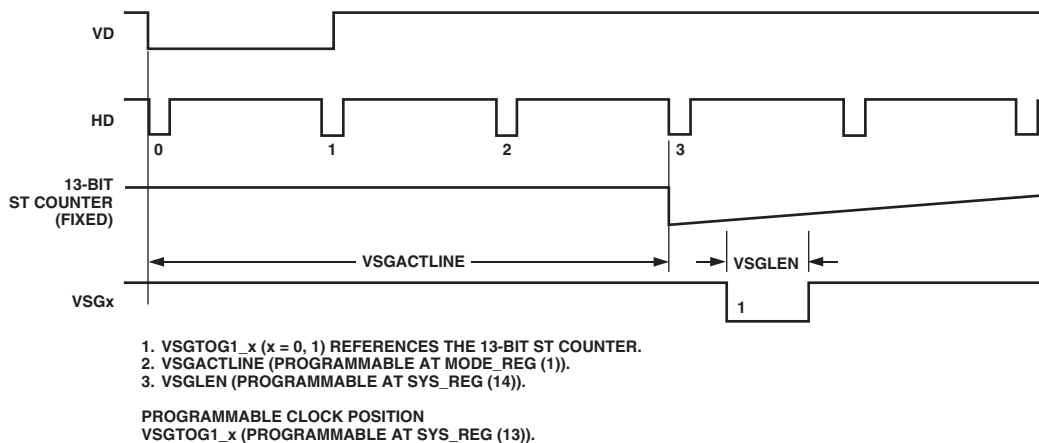 VD
HD
0
1
2
3
13-BIT
ST COUNTER
(FIXED)
VSGACTLINE
VSGLEN
VSGx
1
1. VSGTOG1_x (x = 0, 1) REFERENCES THE 13-BIT ST COUNTER.
2. VSGACTLINE (PROGRAMMABLE AT MODE_REG (1)).
3. VSGLEN (PROGRAMMABLE AT SYS_REG (14)).
PROGRAMMABLE CLOCK POSITION
VSGTOG1_x (PROGRAMMABLE AT SYS_REG (13)).